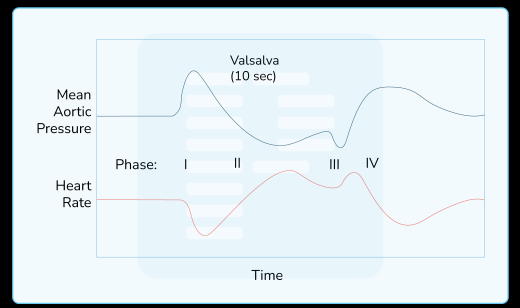 Valsalva
(10 sec)
Mean
Aortic
Pressure
Phase: I II III IV
Heart
Rate
Time